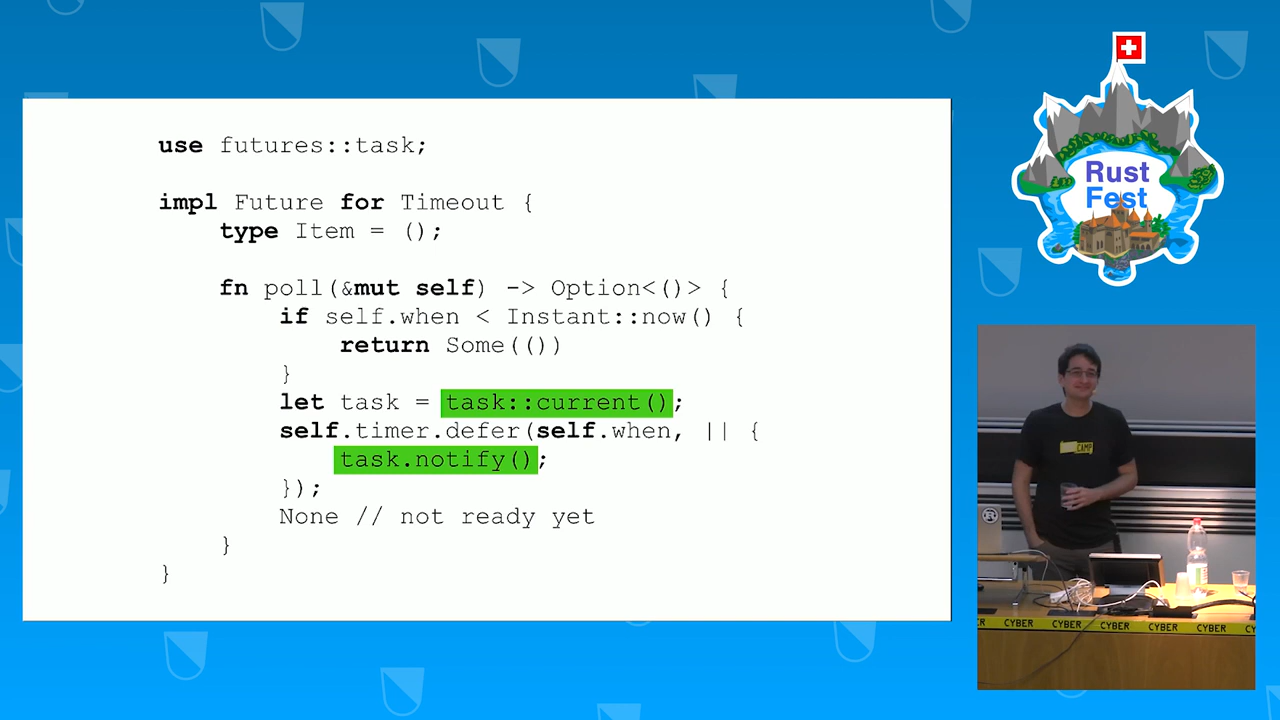 use futures::task;
impl Future for Timeout {
    type Item = ();
    fn poll(&mut self) -> Option<()> {
        if self.when < Instant::now() {
            return Some(())
        }
        let task = task::current();
        self.timer.defer(self.when, || {
            task.notify();
        });
        None // not ready yet
    }
}
Rust
Fest
CAMP
R
CYBER CYBER CYBER CYBER CYBER